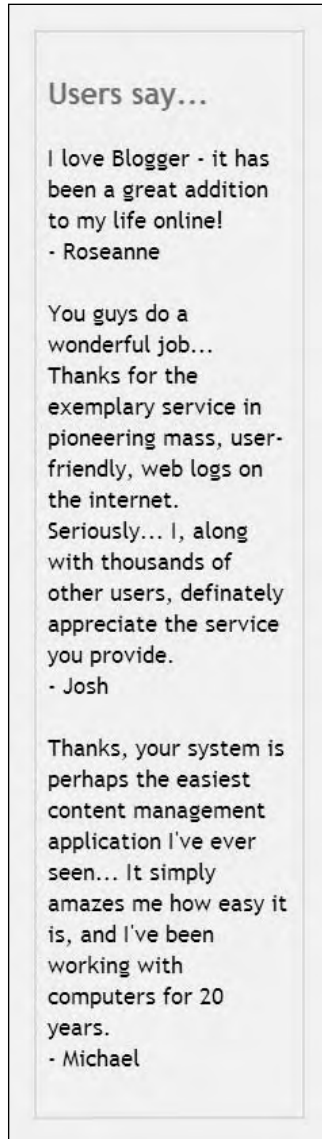 Users say...
I love Blogger - it has
been a great addition
to my life online!
- Roseanne
You guys do a
wonderful job...
Thanks for the
exemplary service in
pioneering mass, user-
friendly, web logs on
the internet.
Seriously... I, along
with thousands of
other users, definately
appreciate the service
you provide.
- Josh
Thanks, your system is
perhaps the easiest
content management
application I've ever
seen... It simply
amazes me how easy it
is, and I've been
working with
computers for 20
years.
- Michael